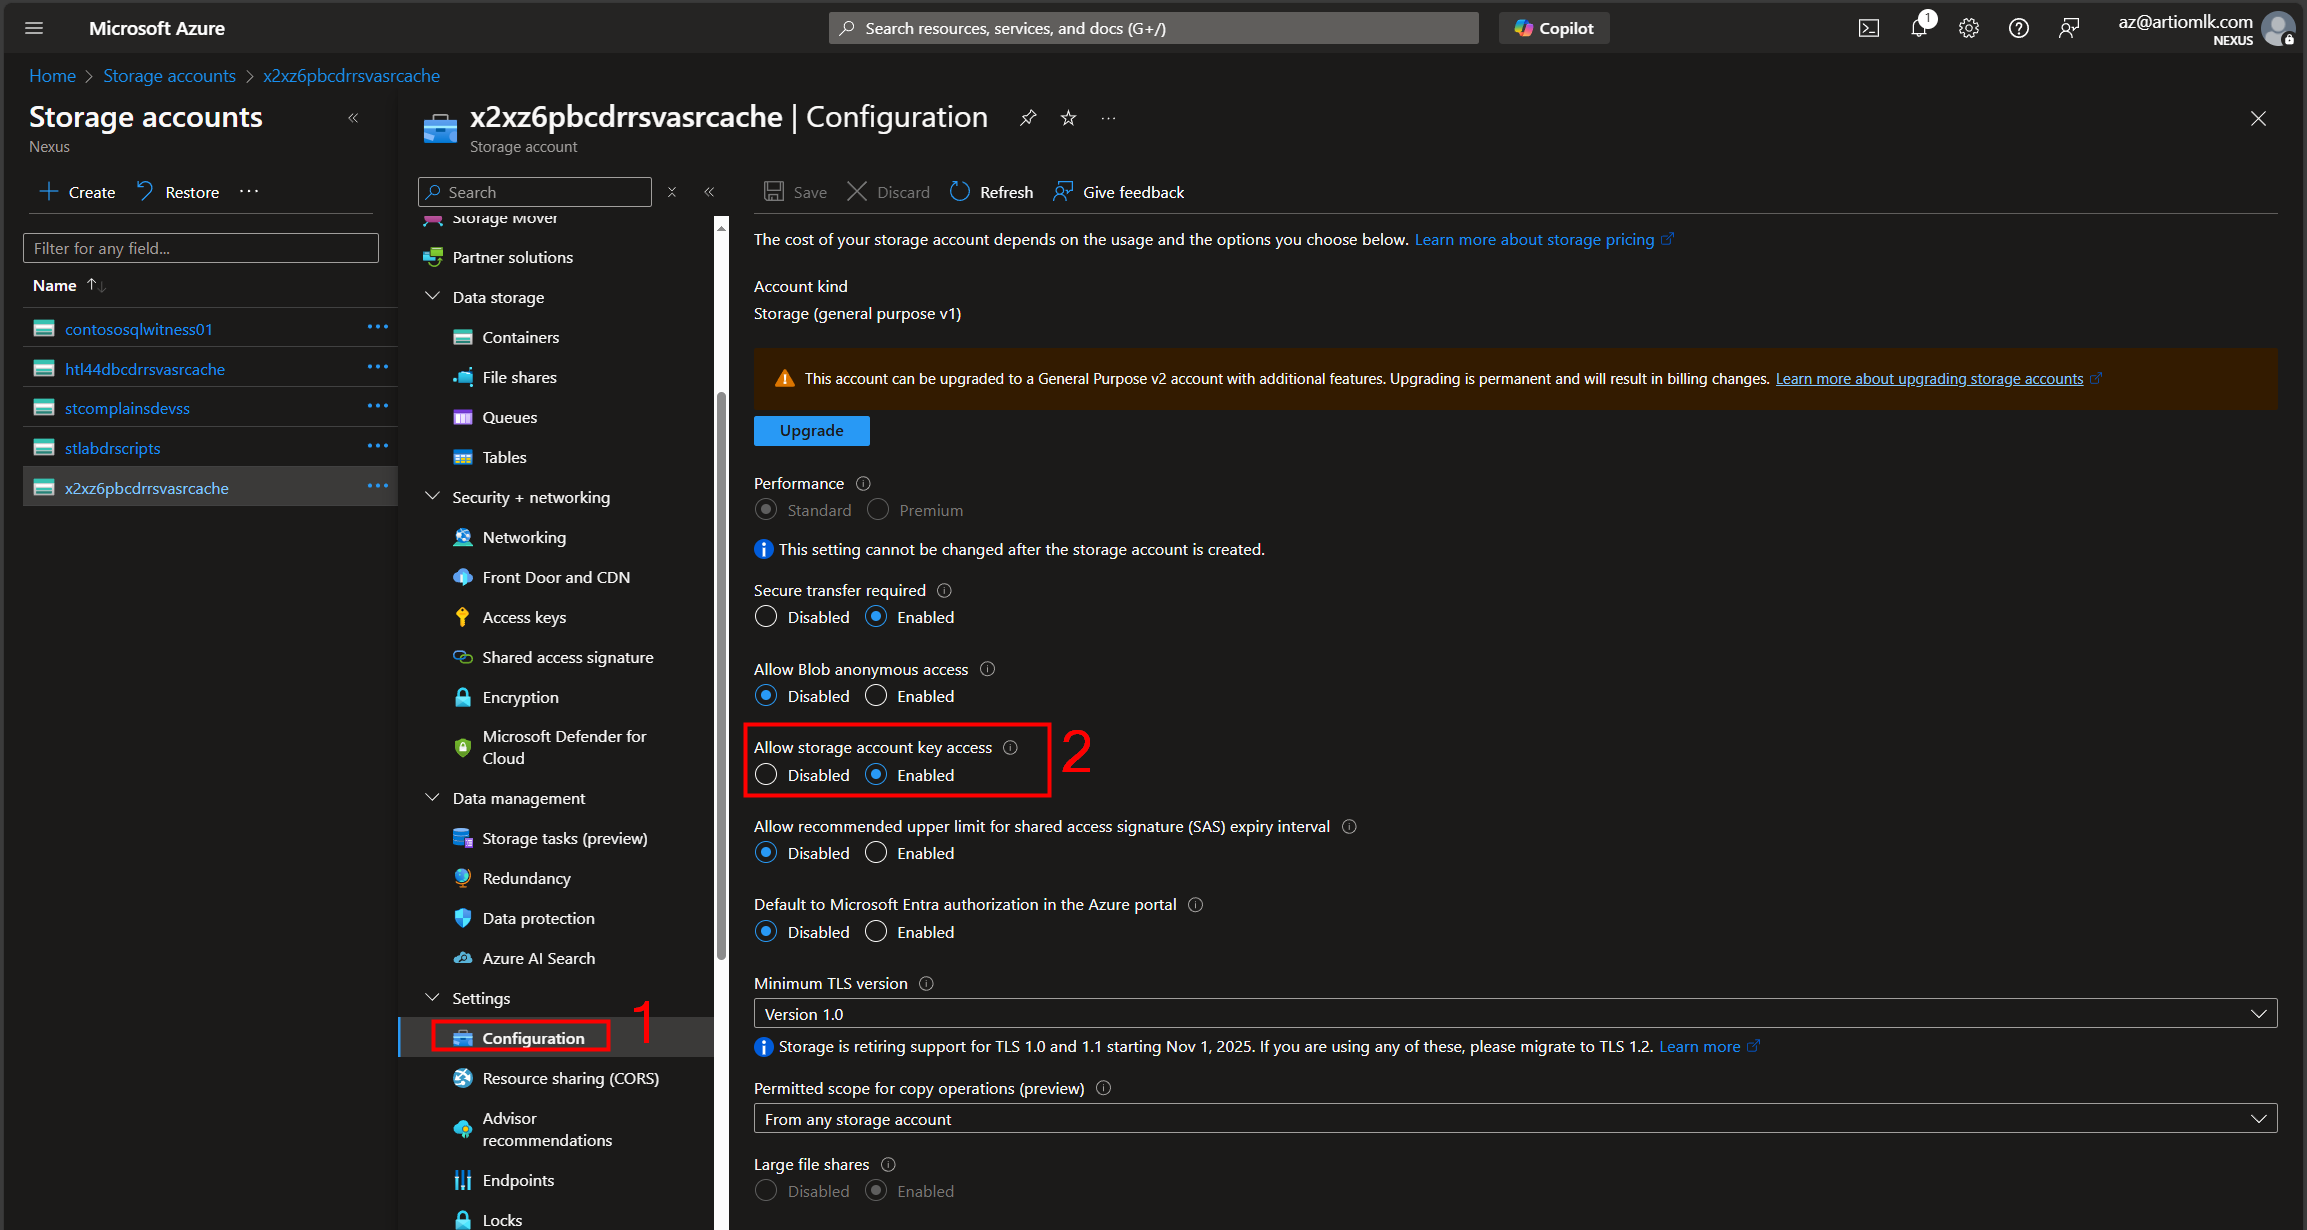 Microsoft Azure
Search resources, services, and docs (G+/)
Copilot
1
az@artiomlk.com
NEXUS
Home > Storage accounts > x2xz6pbcdrrsvasrcache
Storage accounts
Nexus
Create
Restore
Filter for any field...
Name
contososqlwitness01
htl44dbcdrrsvasrcache
stcomplainsdevss
stlabdrscripts
x2xz6pbcdrrsvasrcache
x2xz6pbcdrrsvasrcache | Configuration
Storage account
Search
Storage Mover
Partner solutions
Data storage
Containers
File shares
Queues
Tables
Security + networking
Networking
Front Door and CDN
Access keys
Shared access signature
Encryption
Microsoft Defender for
Cloud
Data management
Storage tasks (preview)
Redundancy
Data protection
Azure AI Search
Settings
Configuration
1
Resource sharing (CORS)
Advisor
recommendations
Endpoints
Locks
Save
Discard
Refresh
Give feedback
The cost of your storage account depends on the usage and the options you choose below. Learn more about storage pricing
Account kind
Storage (general purpose v1)
This account can be upgraded to a General Purpose v2 account with additional features. Upgrading is permanent and will result in billing changes. Learn more about upgrading storage accounts
Upgrade
Performance
Standard Premium
This setting cannot be changed after the storage account is created.
Secure transfer required
Disabled Enabled
Allow Blob anonymous access
Disabled Enabled
Allow storage account key access
Disabled Enabled
2
Allow recommended upper limit for shared access signature (SAS) expiry interval
Disabled Enabled
Default to Microsoft Entra authorization in the Azure portal
Disabled Enabled
Minimum TLS version
Version 1.0
Storage is retiring support for TLS 1.0 and 1.1 starting Nov 1, 2025. If you are using any of these, please migrate to TLS 1.2. Learn more
Permitted scope for copy operations (preview)
From any storage account
Large file shares
Disabled Enabled